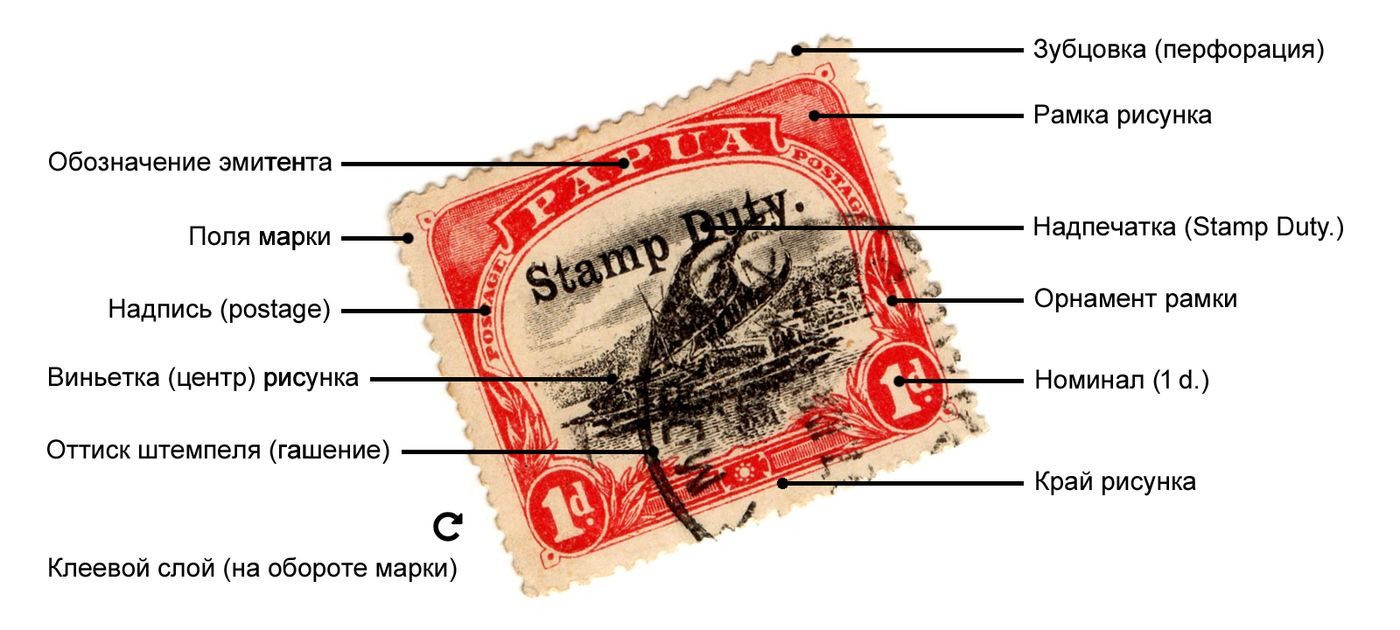 Зубцовка (перфорация)
Рамка рисунка
Обозначение эмитента
Поля марки
Надпечатка (Stamp Duty.)
Надпись (postage)
Орнамент рамки
Виньетка (центр) рисунка
Номинал (1 d.)
Оттиск штемпеля (гашение)
Край рисунка
Клеевой слой (на обороте марки)
PAPUA
POSTAGE
POSTAGE
Stamp Duty.
1d.
1d.